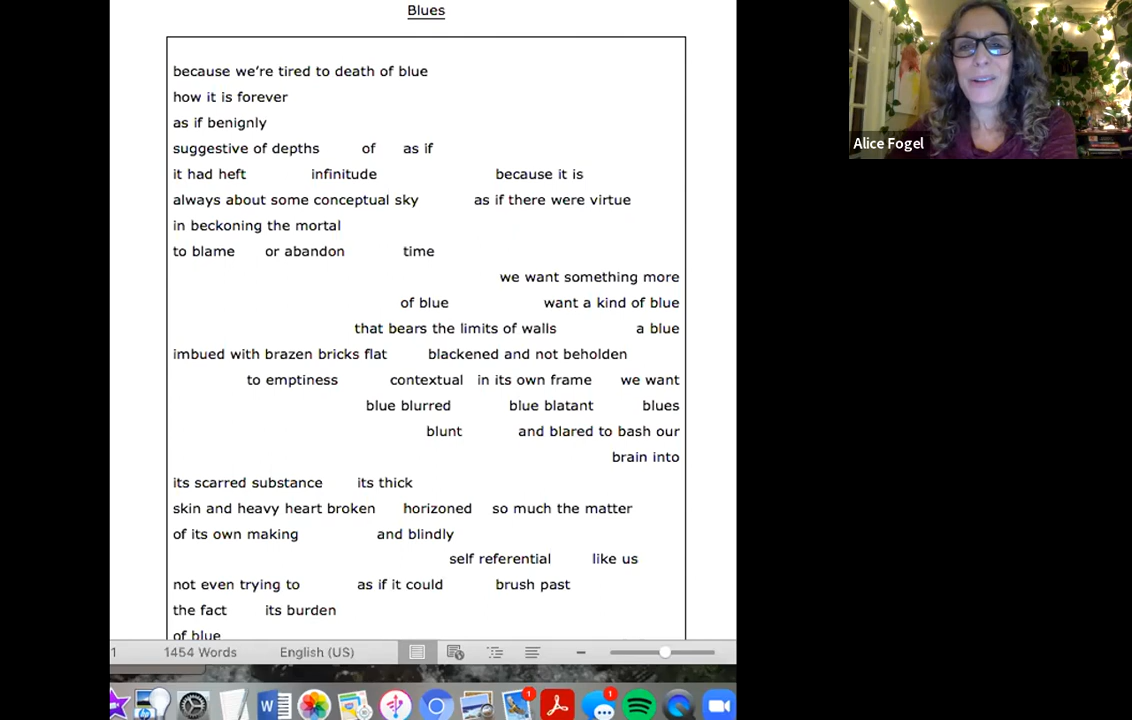 Blues
because we're tired to death of blue
how it is forever
as if benignly
suggestive of depths of as if
it had heft infinitude because it is
always about some conceptual sky as if there were virtue
in beckoning the mortal
to blame or abandon time
we want something more
of blue want a kind of blue
that bears the limits of walls a blue
imbued with brazen bricks flat blackened and not beholden
to emptiness contextual in its own frame we want
blue blurred blue blatant blues
blunt and blared to bash our
brain into
its scarred substance its thick
skin and heavy heart broken horizoned so much the matter
of its own making and blindly
self referential like us
not even trying to as if it could brush past
the fact its burden
of blue
1 1454 Words English (US)
1 1
Alice Fogel